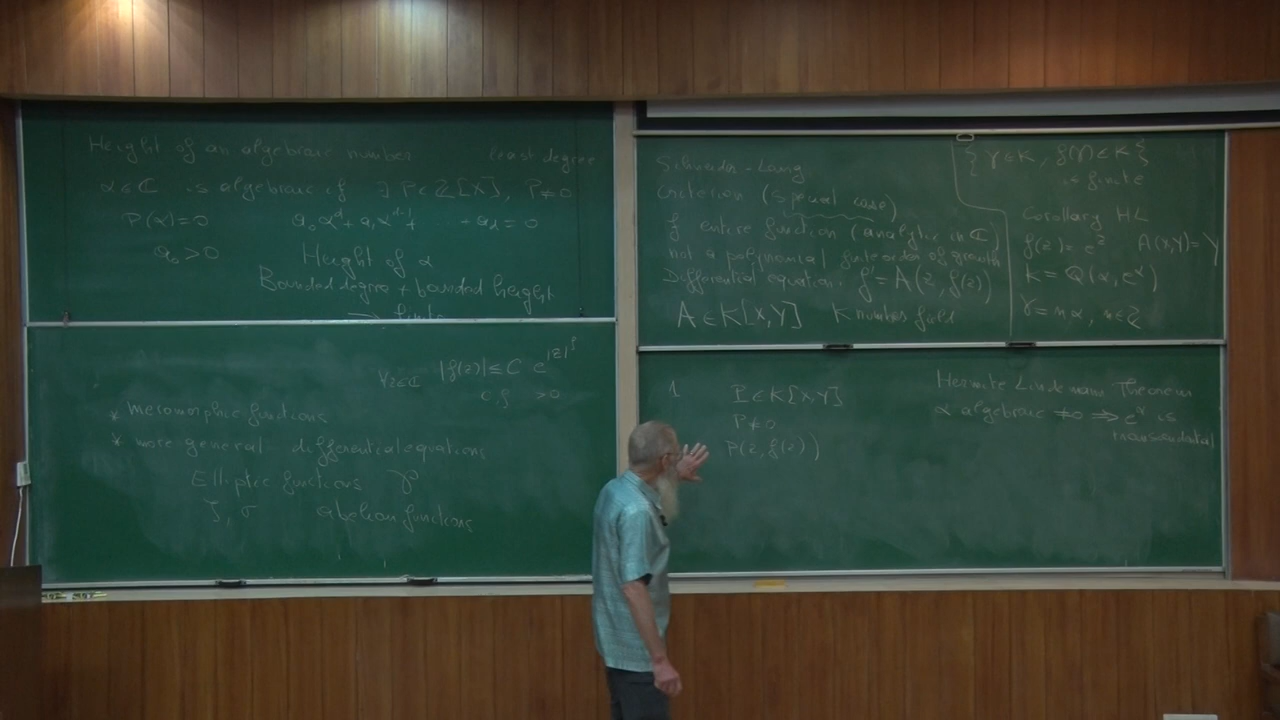 Height of an algebraic number least degree
α∈ℂ is algebraic if ∃ P∈ℤ[X], P≠0
P(α)=0 a₀α^d + a₁α^{d-1} + ... + a_d = 0
a₀ > 0 Height of α
Bounded degree + bounded height
→ finite
∀z∈ℂ |f(z)| ≤ C e^{|z|^ρ}
C, ρ > 0
* meromorphic functions
* more general differential equations
Elliptic functions ℘
ζ, σ abelian functions
Schneider-Lang
Criterion (special case)
f entire function (analytic in ℂ)
not a polynomial finite order of growth
Differential equation. f' = A(z, f(z))
A∈K[X,Y] K number field
{γ∈K, f(γ)∈K}
is finite
Corollary HL
f(z) = e^z A(X,Y) = Y
K = Q(α, e^α)
γ = mα, m∈ℤ
1 P∈K[X,Y]
P≠0
P(z, f(z))
Hermite Lindemann Theorem
α algebraic ≠0 ⇒ e^α is
transcendental